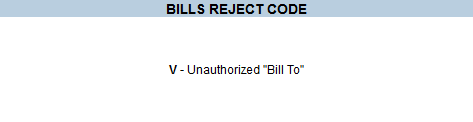 BILLS REJECT CODE
V - Unauthorized "Bill To"